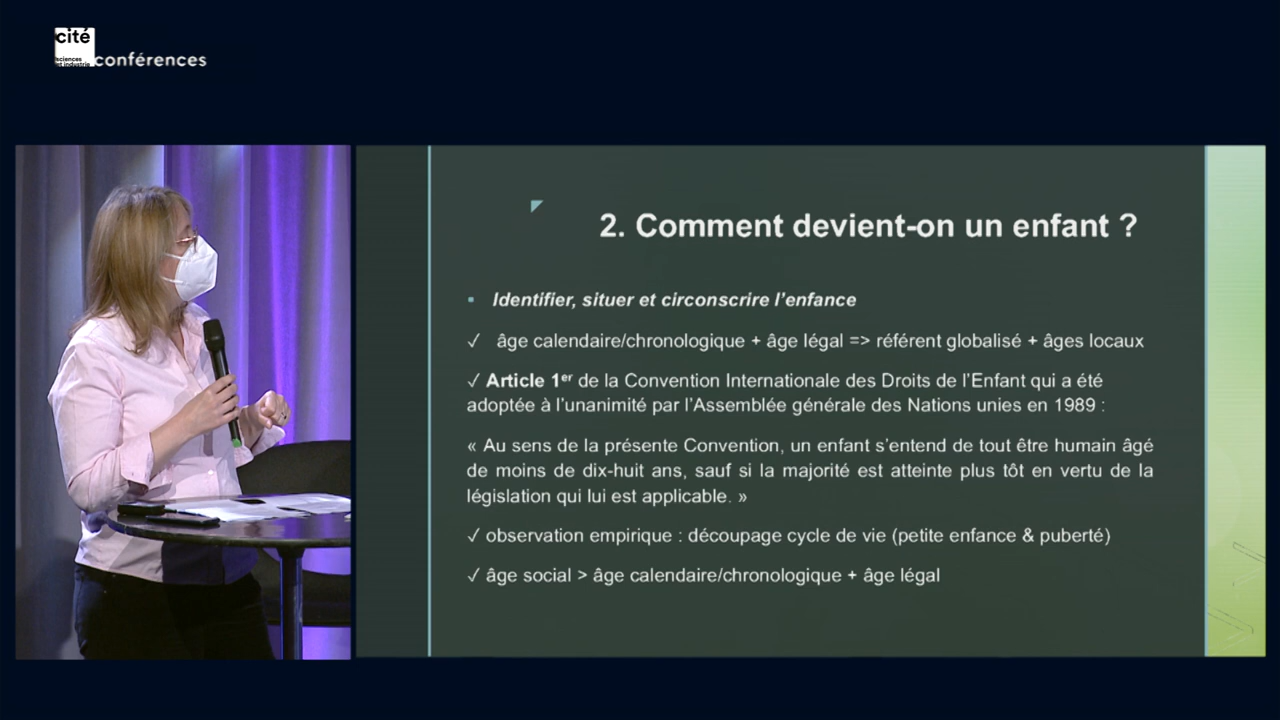 cité
sciences
et industrie
conférences
2. Comment devient-on un enfant ?
▪ Identifier, situer et circonscrire l’enfance
✓ âge calendaire/chronologique + âge légal => référent globalisé + âges locaux
✓ Article 1er de la Convention Internationale des Droits de l’Enfant qui a été
adoptée à l’unanimité par l’Assemblée générale des Nations unies en 1989 :
« Au sens de la présente Convention, un enfant s’entend de tout être humain âgé
de moins de dix-huit ans, sauf si la majorité est atteinte plus tôt en vertu de la
législation qui lui est applicable. »
✓ observation empirique : découpage cycle de vie (petite enfance & puberté)
✓ âge social > âge calendaire/chronologique + âge légal